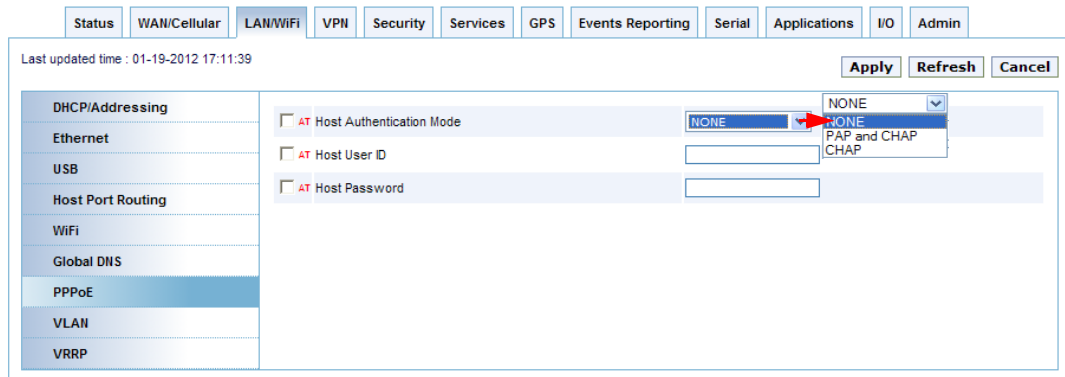 Status WAN/Cellular LAN/WiFi VPN Security Services GPS Events Reporting Serial Applications I/O Admin
Last updated time : 01-19-2012 17:11:39
Apply Refresh Cancel
DHCP/Addressing
Ethernet
USB
Host Port Routing
WiFi
Global DNS
PPPoE
VLAN
VRRP
AT Host Authentication Mode NONE
AT Host User ID
AT Host Password
NONE
NONE
PAP and CHAP
CHAP